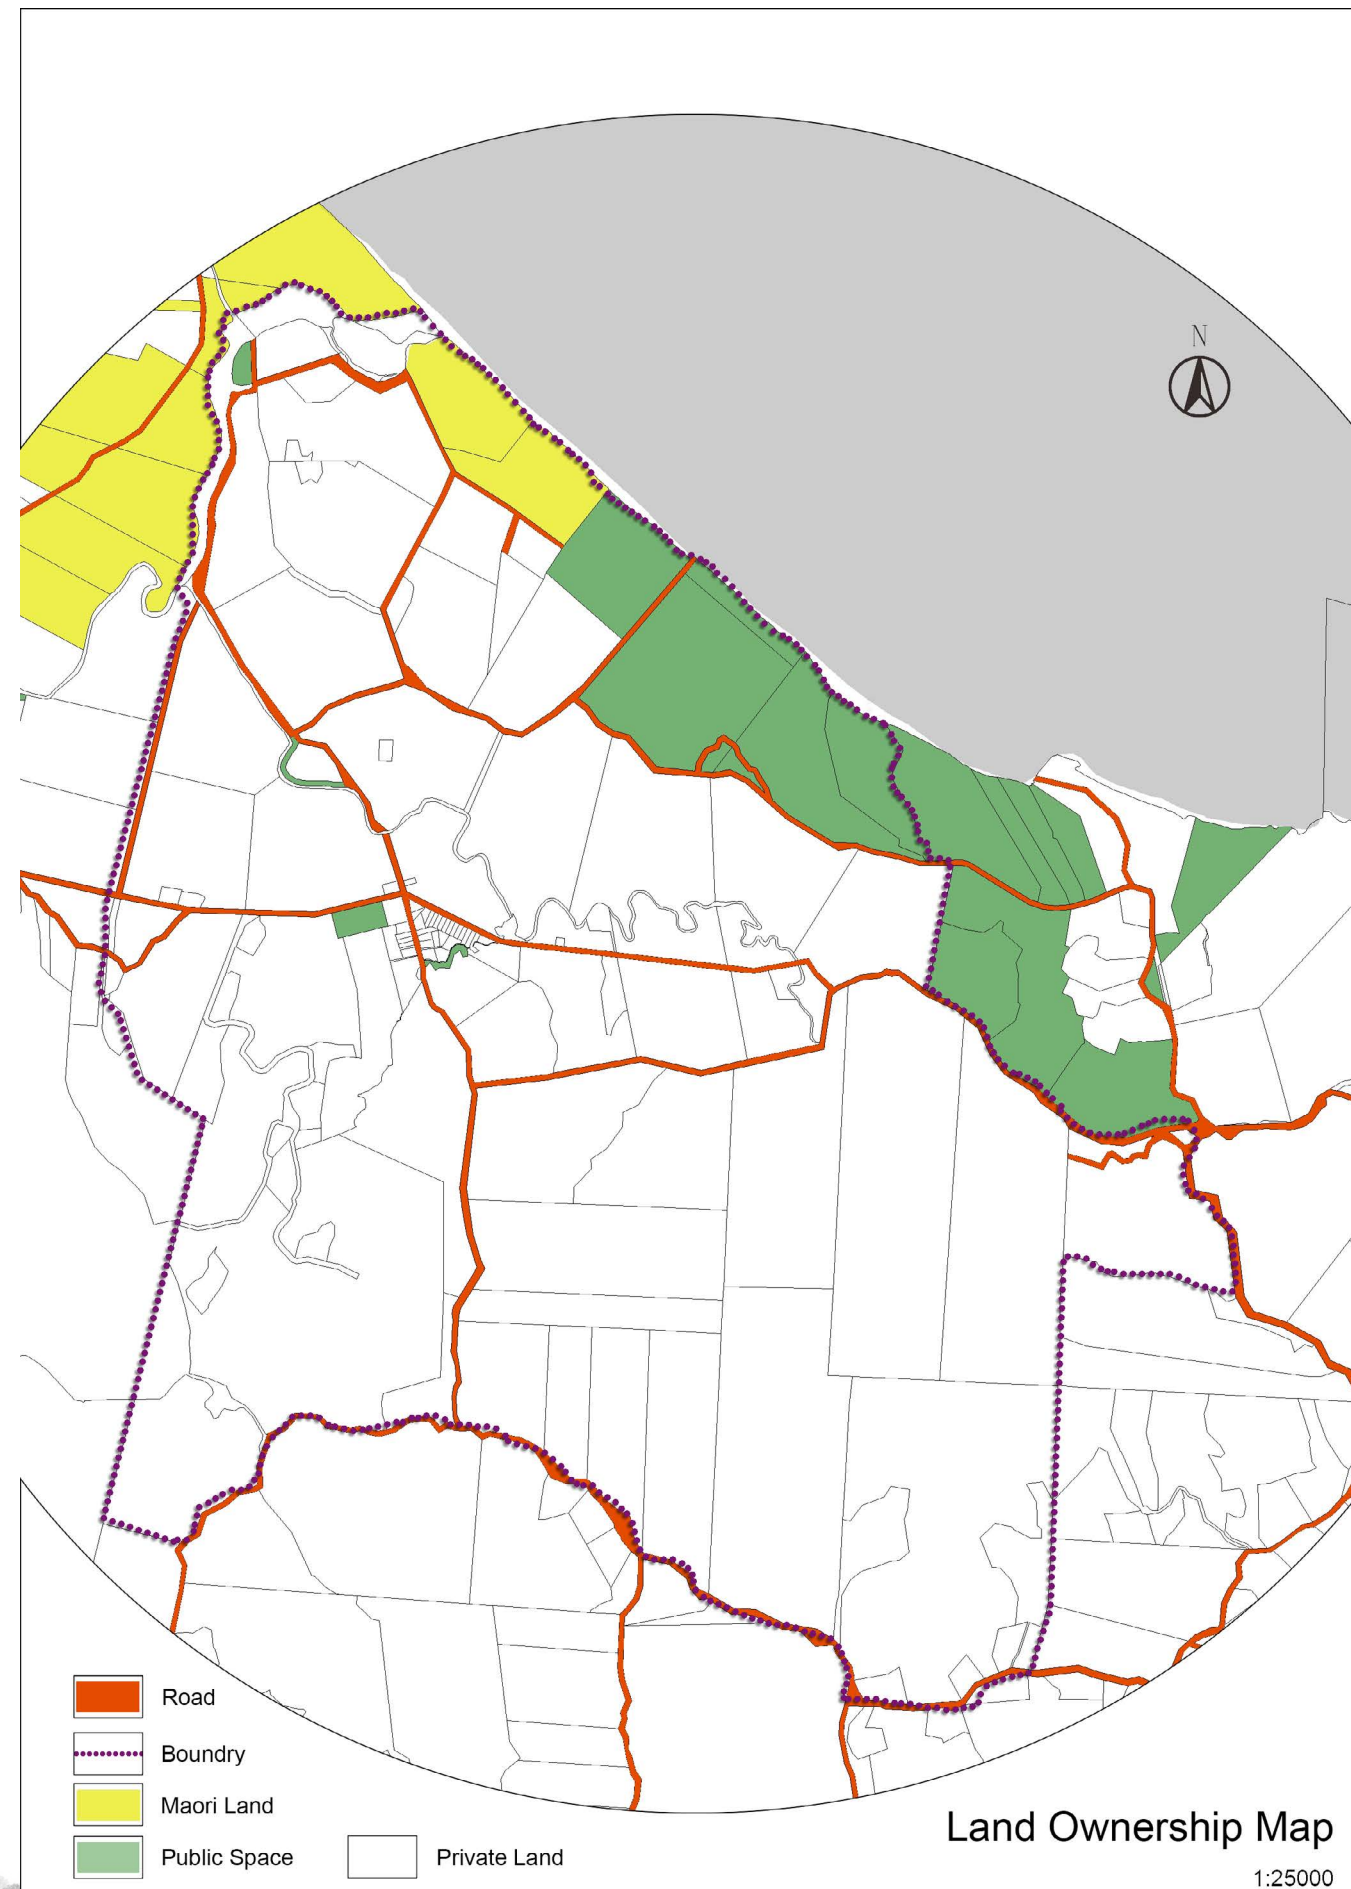 N
Road
Boundry
Maori Land
Public Space
Private Land
Land Ownership Map
1:25000